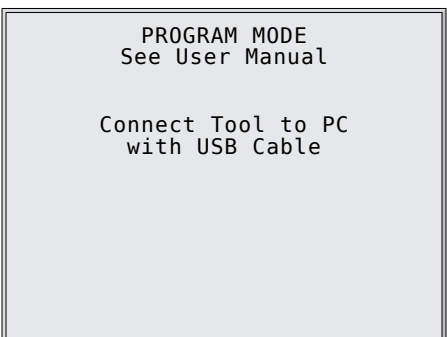 PROGRAM MODE
See User Manual
Connect Tool to PC
with USB Cable